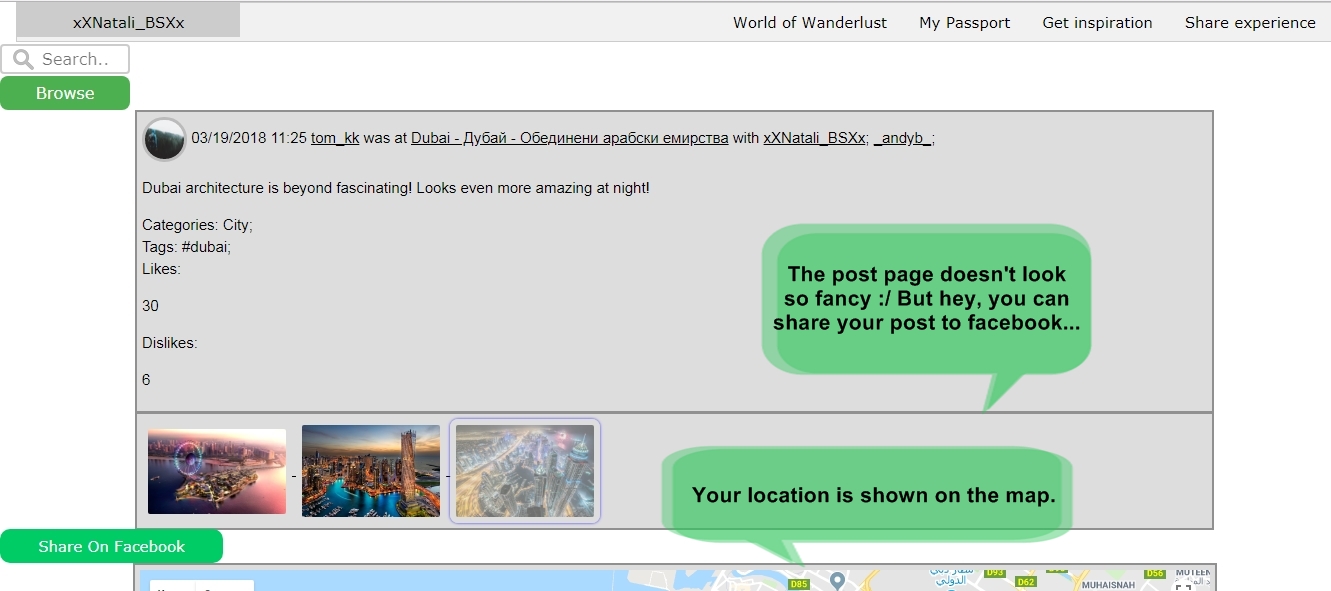 xXNatali_BSXx
World of Wanderlust
My Passport
Get inspiration
Share experience
Search..
Browse
03/19/2018 11:25 tom_kk was at Dubai - Дубай - Обединени арабски емирства with xXNatali_BSXx; _andyb_;
Dubai architecture is beyond fascinating! Looks even more amazing at night!
Categories: City;
Tags: #dubai;
Likes:
30
Dislikes:
6
The post page doesn't look
so fancy :/ But hey, you can
share your post to facebook...
- -
Your location is shown on the map.
Share On Facebook
D85
D93
D62
D56
الدولي
MUHAISNAH